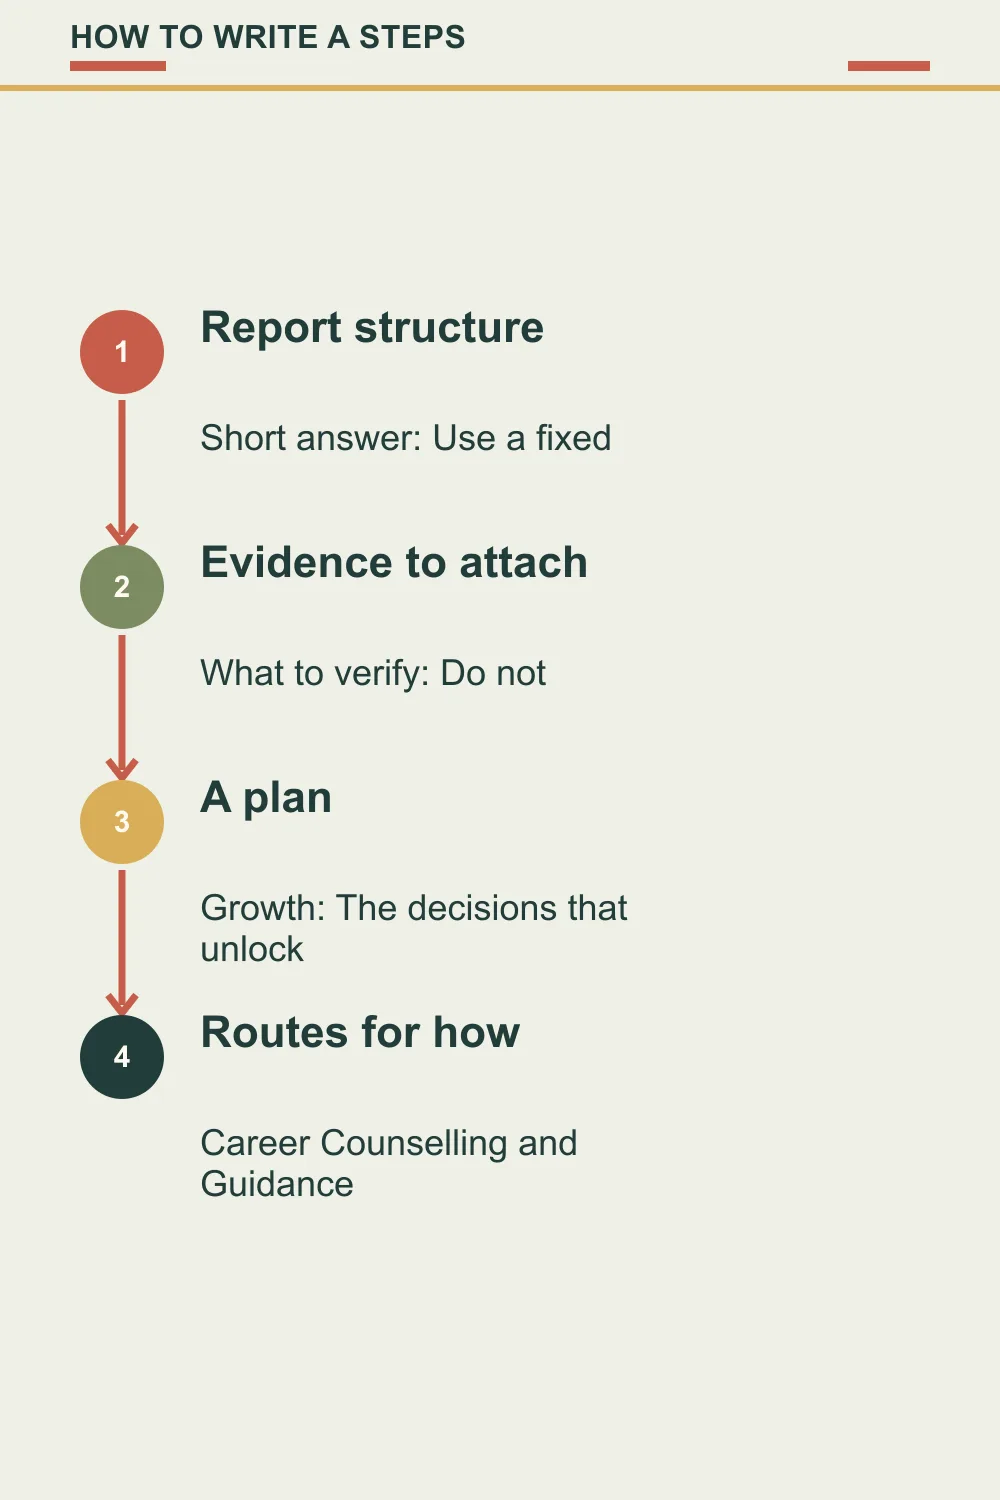 HOW TO WRITE A STEPS
1
Report structure
Short answer: Use a fixed
2
Evidence to attach
What to verify: Do not
3
A plan
Growth: The decisions that
unlock
4
Routes for how
Career Counselling and
Guidance